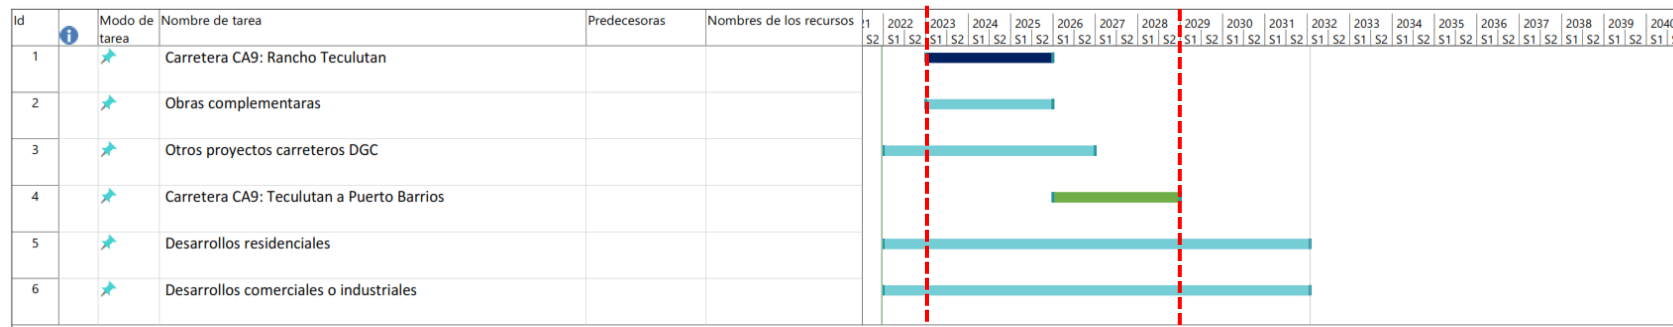 Id Modo de Nombre de tarea Predecesoras Nombres de los recursos 21 2022 2023 2024 2025 2026 2027 2028 2029 2030 2031 2032 2033 2034 2035 2036 2037 2038 2039 2040
tarea S2 S1 S2 S1 S2 S1 S2 S1 S2 S1 S2 S1 S2 S1 S2 S1 S2 S1 S2 S1 S2 S1 S2 S1 S2 S1 S2 S1 S2 S1 S2 S1 S2 S1 S2 S1 S2 S1
1 Carretera CA9: Rancho Teculutan
2 Obras complementaras
3 Otros proyectos carreteros DGC
4 Carretera CA9: Teculutan a Puerto Barrios
5 Desarrollos residenciales
6 Desarrollos comerciales o industriales